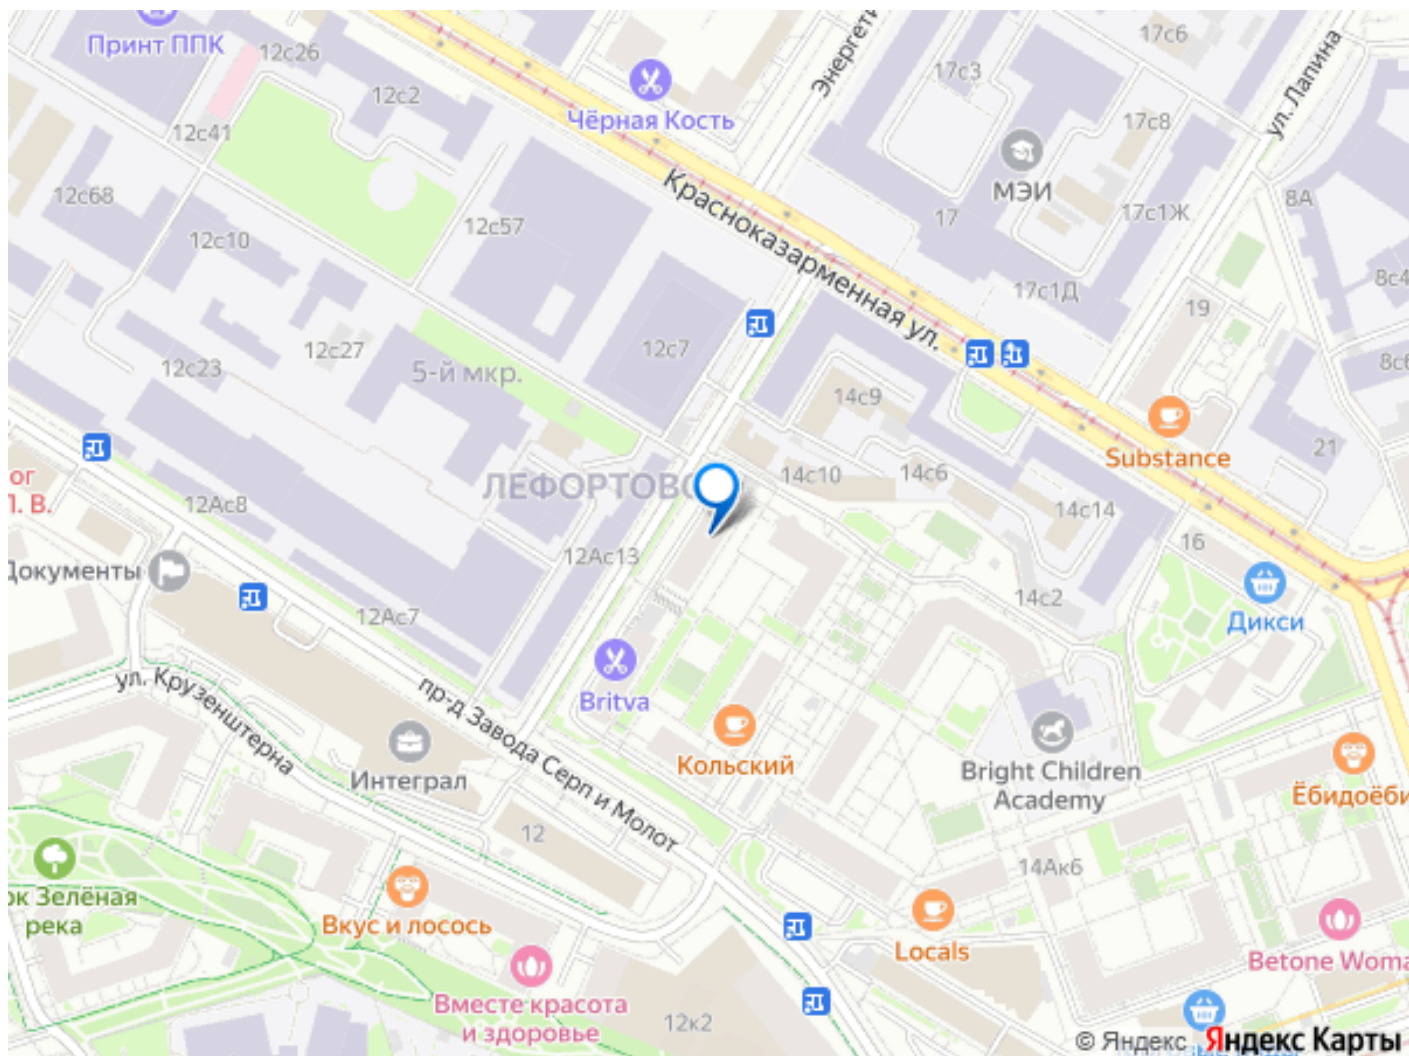 Принт ППК
12с26
12с2
12с41
12с68
12с10
12с57
Чёрная Кость
17с3
17с6
ул. Лапина
17с8
МЭИ
17
17с1Ж
8А
Красноказарменная ул.
17с1Д
19
12с27
12с7
5-й мкр.
12с23
14с9
21
Substance
ЛЕФОРТОВО
14с10
14с6
14с14
12Ас8
12Ас13
16
Документы
14с2
12Ас7
Дикси
ул. Крузенштерна
пр-д Завода Серп и Молот
Britva
Кольский
Интеграл
Bright Children
Academy
12
14Ак6
Зелёная
река
Вкус и лосось
Locals
Вместе красота
и здоровье
12к2
Betone
© Яндекс Яндекс Карты